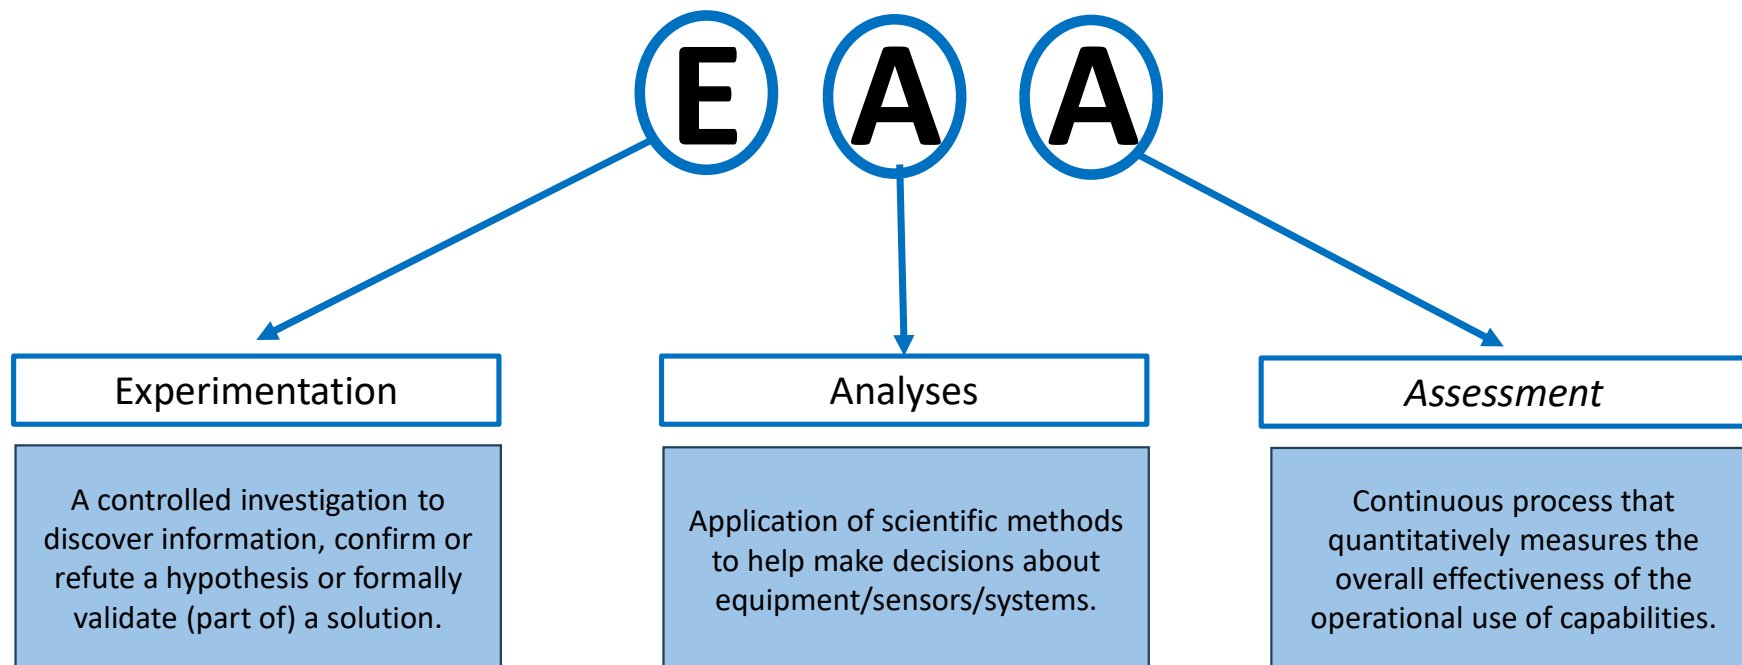 E A A
Experimentation
Analyses
Assessment
A controlled investigation to
discover information, confirm or
refute a hypothesis or formally
validate (part of) a solution.
Application of scientific methods
to help make decisions about
equipment/sensors/systems.
Continuous process that
quantitatively measures the
overall effectiveness of the
operational use of capabilities.